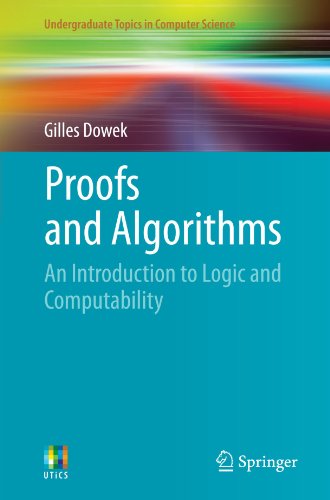 Undergraduate Topics in Computer Science
Gilles Dowek
Proofs
and Algorithms
An Introduction to Logic and
Computability
UTiCS
Springer